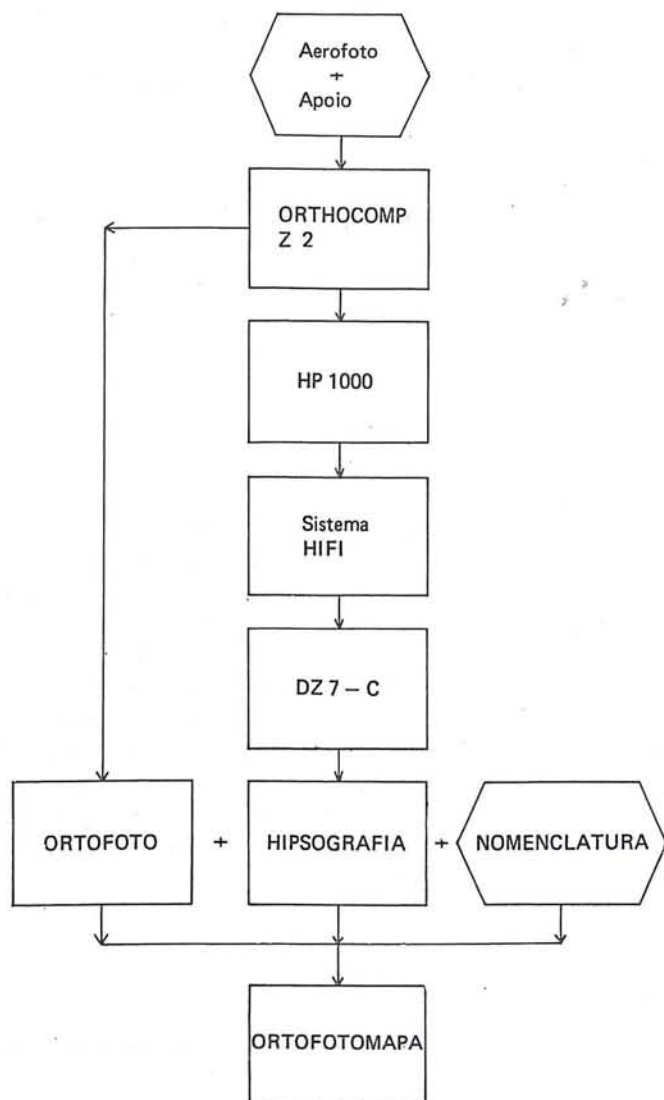 Aerofoto
+
Apoio
ORTHOCOMP
Z 2
HP 1000
Sistema
HIFI
DZ 7 – C
ORTOFOTO + HIPSOGRAFIA + NOMENCLATURA
ORTOFOTOMAPA